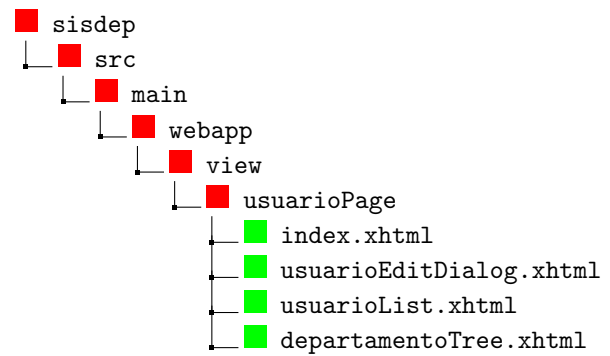 sisdep
src
main
webapp
view
usuarioPage
index.xhtml
usuarioEditDialog.xhtml
usuarioList.xhtml
departamentoTree.xhtml